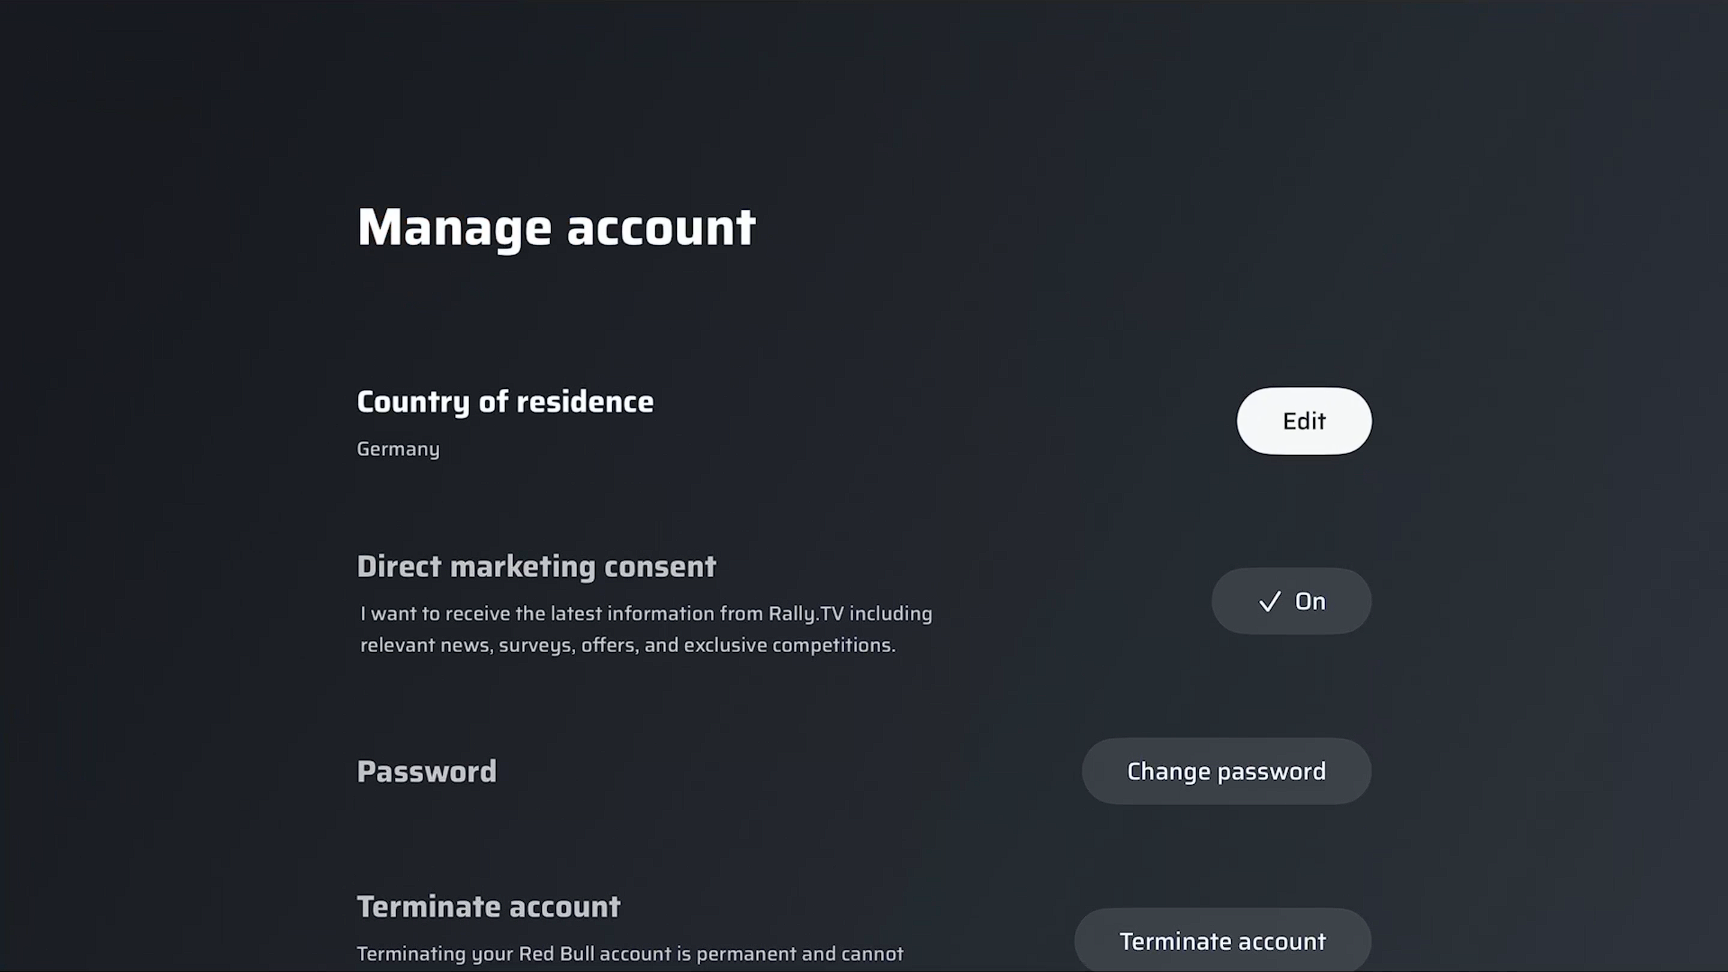 Manage account
Country of residence
Germany
Edit
Direct marketing consent
I want to receive the latest information from Rally.TV including
relevant news, surveys, offers, and exclusive competitions.
On
Password
Change password
Terminate account
Terminating your Red Bull account is permanent and cannot
Terminate account